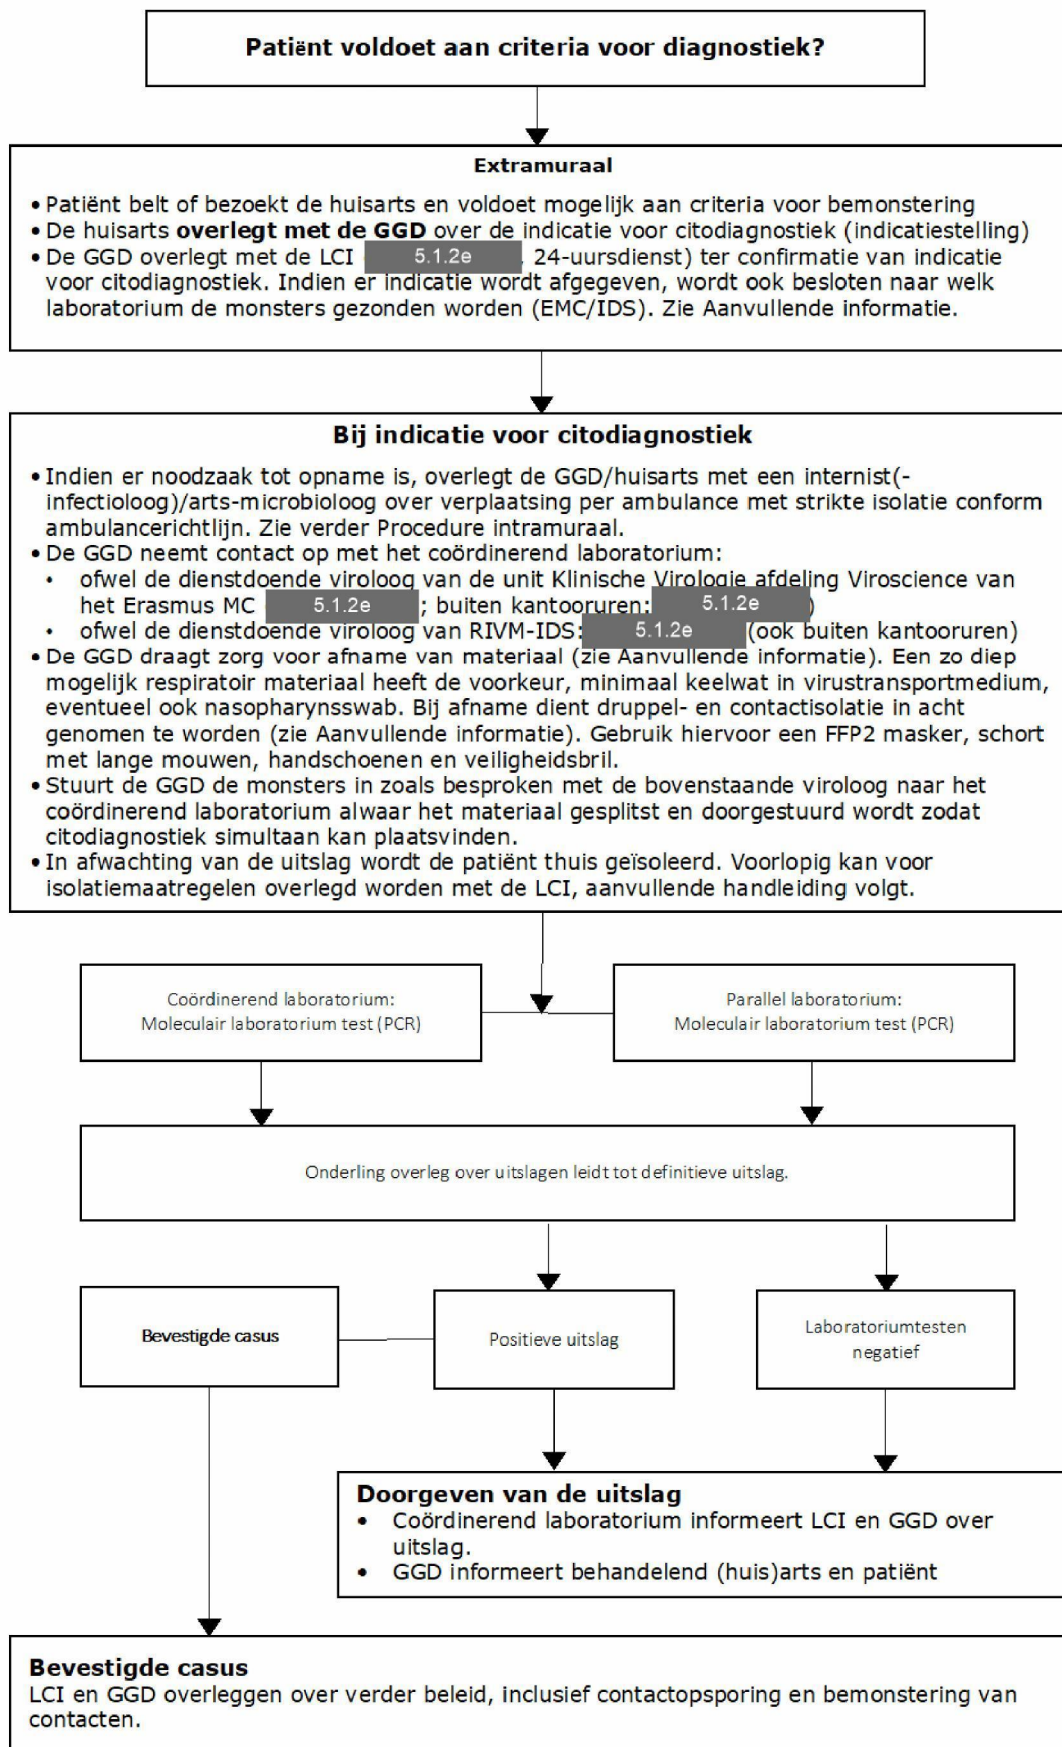 Patiënt voldoet aan criteria voor diagnostiek?
Extramuraal
• Patiënt belt of bezoekt de huisarts en voldoet mogelijk aan criteria voor bemonstering
• De huisarts overlegt met de GGD over de indicatie voor citodiagnostiek (indicatiestelling)
• De GGD overlegt met de LCI ( 5.1.2e , 24-uursdienst) ter confirmatie van indicatie
voor citodiagnostiek. Indien er indicatie wordt afgegeven, wordt ook besloten naar welk
laboratorium de monsters gezonden worden (EMC/IDS). Zie Aanvullende informatie.
Bij indicatie voor citodiagnostiek
• Indien er noodzaak tot opname is, overlegt de GGD/huisarts met een internist(-
infectioloog)/arts-microbioloog over verplaatsing per ambulance met strikte isolatie conform
ambulancerichtlijn. Zie verder Procedure intramuraal.
• De GGD neemt contact op met het coördinerend laboratorium:
• ofwel de dienstdoende viroloog van de unit Klinische Virologie afdeling Viroscience van
het Erasmus MC ( 5.1.2e ; buiten kantooruren: 5.1.2e )
• ofwel de dienstdoende viroloog van RIVM-IDS: 5.1.2e (ook buiten kantooruren)
• De GGD draagt zorg voor afname van materiaal (zie Aanvullende informatie). Een zo diep
mogelijk respiratoir materiaal heeft de voorkeur, minimaal keelwat in virustransportmedium,
eventueel ook nasopharynsswab. Bij afname dient druppel- en contactisolatie in acht
genomen te worden (zie Aanvullende informatie). Gebruik hiervoor een FFP2 masker, schort
met lange mouwen, handschoenen en veiligheidsbril.
• Stuurt de GGD de monsters in zoals besproken met de bovenstaande viroloog naar het
coördinerend laboratorium alwaar het materiaal gesplitst en doorgestuurd wordt zodat
citodiagnostiek simultaan kan plaatsvinden.
• In afwachting van de uitslag wordt de patiënt thuis geïsoleerd. Voorlopig kan voor
isolatiemaatregelen overlegd worden met de LCI, aanvullende handleiding volgt.
Coördinerend laboratorium:
Moleculair laboratorium test (PCR)
Parallel laboratorium:
Moleculair laboratorium test (PCR)
Onderling overleg over uitslagen leidt tot definitieve uitslag.
Bevestigde casus
Positieve uitslag
Laboratoriumtesten
negatief
Doorgeven van de uitslag
• Coördinerend laboratorium informeert LCI en GGD over
uitslag.
• GGD informeert behandelend (huis)arts en patiënt
Bevestigde casus
LCI en GGD overleggen over verder beleid, inclusief contactopsporing en bemonstering van
contacten.